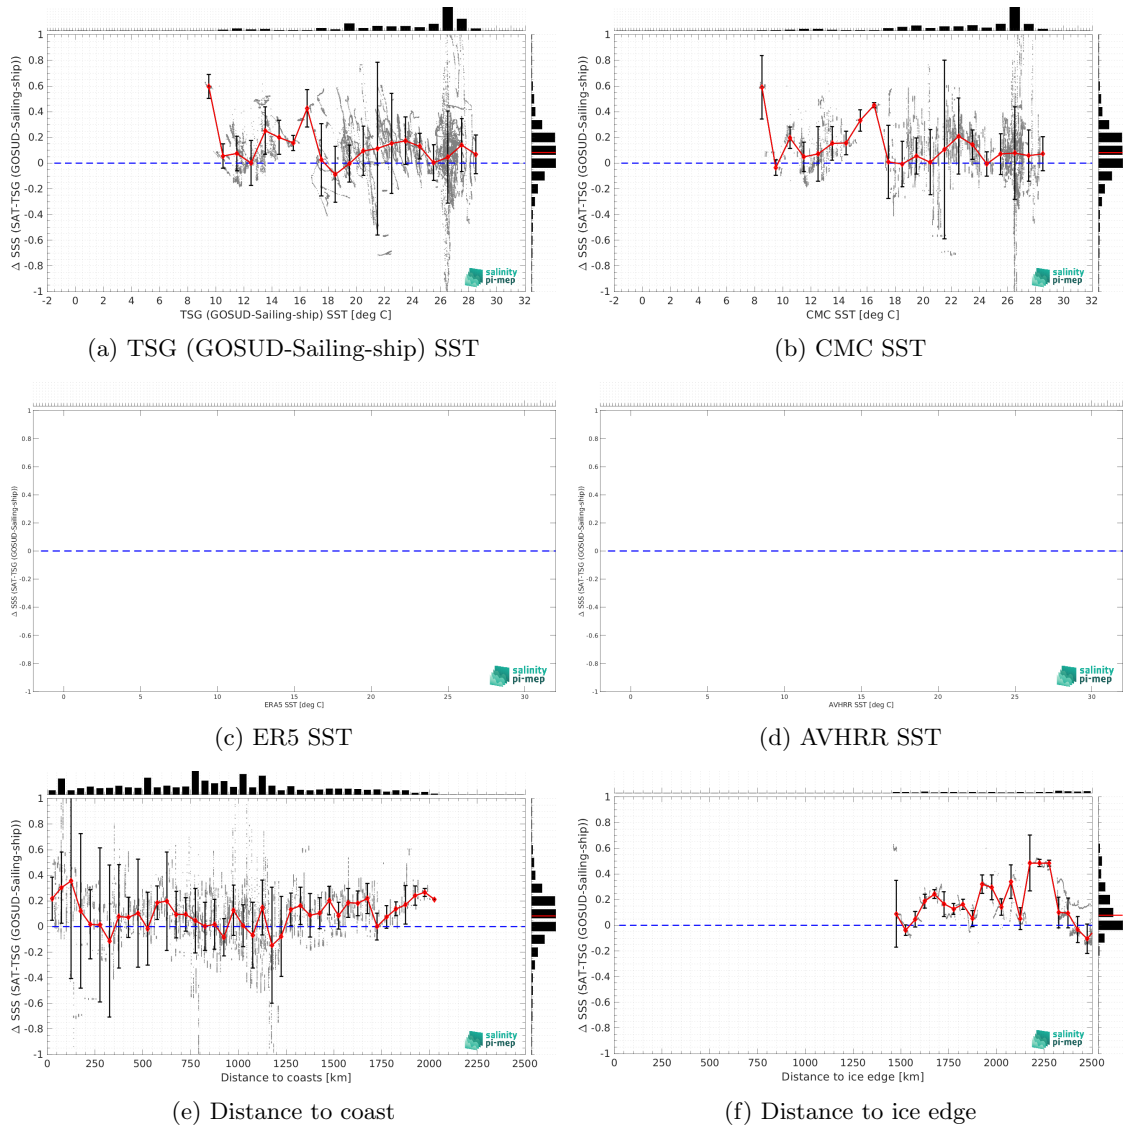 1
0.8
0.6
0.4
0.2
0
-0.2
-0.4
-0.6
-0.8
-1
Δ SSS (SAT-TSG (GOSUD-Sailing-ship))
salinity
pi-mep
-2 0 2 4 6 8 10 12 14 16 18 20 22 24 26 28 30 32
TSG (GOSUD-Sailing-ship) SST [deg C]
(a) TSG (GOSUD-Sailing-ship) SST
1
0.8
0.6
0.4
0.2
0
-0.2
-0.4
-0.6
-0.8
-1
Δ SSS (SAT-TSG (GOSUD-Sailing-ship))
salinity
pi-mep
-2 0 2 4 6 8 10 12 14 16 18 20 22 24 26 28 30 32
CMC SST [deg C]
(b) CMC SST
1
0.8
0.6
0.4
0.2
0
-0.2
-0.4
-0.6
-0.8
-1
Δ SSS (SAT-TSG (GOSUD-Sailing-ship))
salinity
pi-mep
0 5 10 15 20 25 30
ERA5 SST [deg C]
(c) ER5 SST
1
0.8
0.6
0.4
0.2
0
-0.2
-0.4
-0.6
-0.8
-1
Δ SSS (SAT-TSG (GOSUD-Sailing-ship))
salinity
pi-mep
0 5 10 15 20 25 30
AVHRR SST [deg C]
(d) AVHRR SST
1
0.8
0.6
0.4
0.2
0
-0.2
-0.4
-0.6
-0.8
-1
Δ SSS (SAT-TSG (GOSUD-Sailing-ship))
salinity
pi-mep
0 250 500 750 1000 1250 1500 1750 2000 2500
Distance to coasts [km]
(e) Distance to coast
1
0.8
0.6
0.4
0.2
0
-0.2
-0.4
-0.6
-0.8
-1
Δ SSS (SAT-TSG (GOSUD-Sailing-ship))
salinity
pi-mep
0 250 500 750 1000 1250 1500 1750 2000 2250 2500
Distance to ice edge [km]
(f) Distance to ice edge